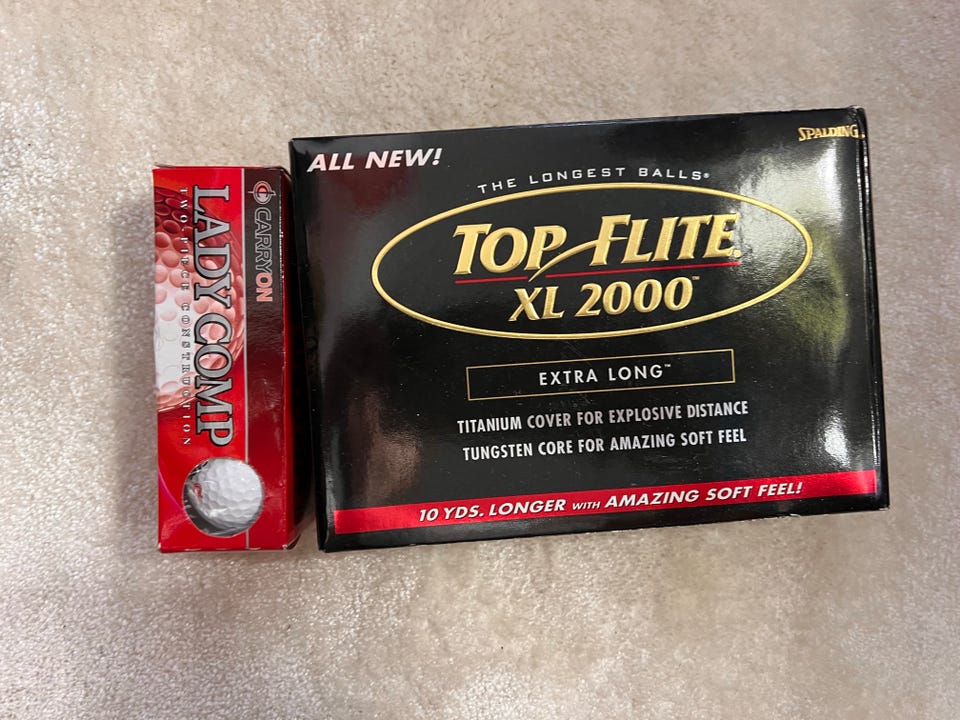 CARRYON
LADY COMP
TWO PIECE CONSTRUCTION
ALL NEW!
SPALDING
THE LONGEST BALLS®
TOP FLITE®
XL 2000™
EXTRA LONG™
TITANIUM COVER FOR EXPLOSIVE DISTANCE
TUNGSTEN CORE FOR AMAZING SOFT FEEL
10 YDS. LONGER WITH AMAZING SOFT FEEL!